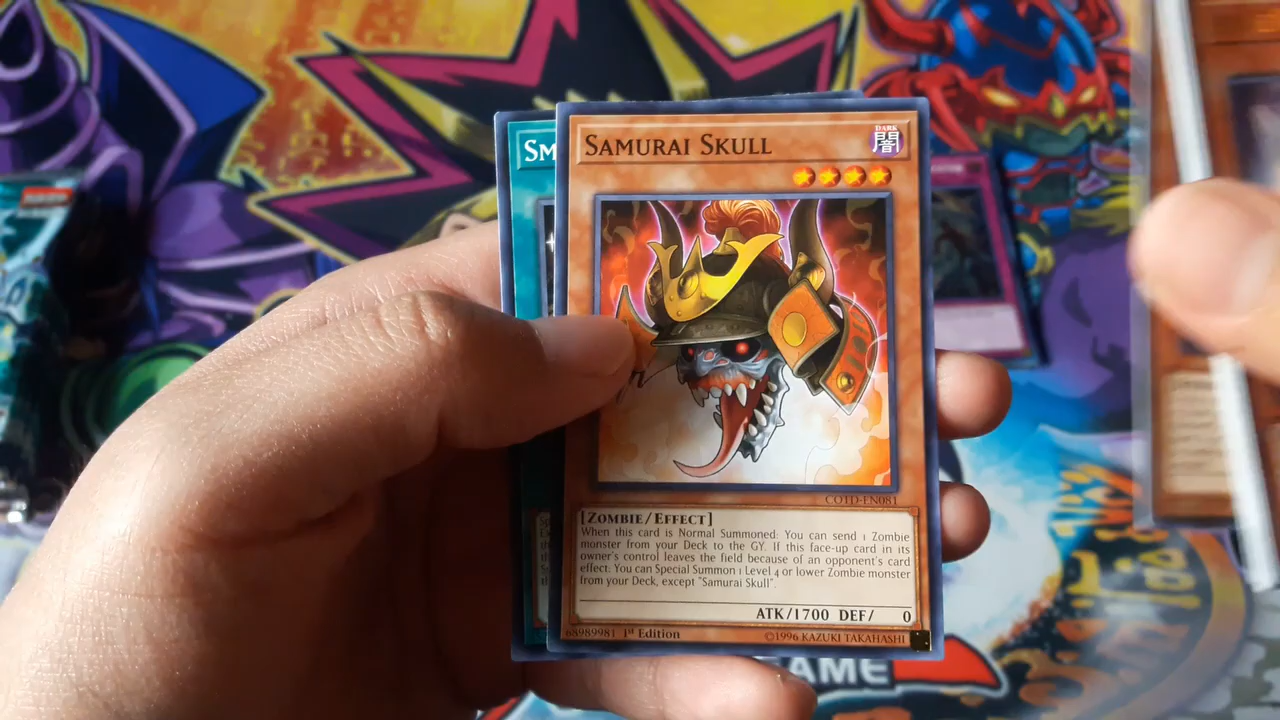 SM
SAMURAI SKULL
DARK
闇
COTD-EN081
[ZOMBIE/EFFECT]
When this card is Normal Summoned: You can send 1 Zombie
monster from your Deck to the GY. If this face-up card in its
owner's control leaves the field because of an opponent's card
effect: You can Special Summon 1 Level 4 or lower Zombie monster
from your Deck, except "Samurai Skull".
ATK/1700 DEF/ 0
68989981 1st Edition
©1996 KAZUKI TAKAHASHI
AME